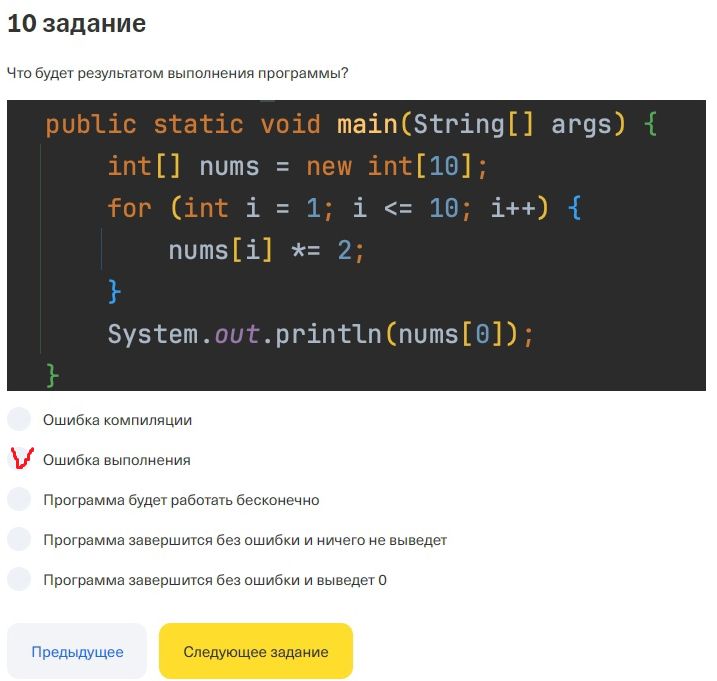 10 задание
Что будет результатом выполнения программы?
public static void main(String[] args) {
int[] nums = new int[10];
for (int i = 1; i <= 10; i++) {
nums[i] *= 2;
}
System.out.println(nums[0]);
}
Ошибка компиляции
Ошибка выполнения
Программа будет работать бесконечно
Программа завершится без ошибки и ничего не выведет
Программа завершится без ошибки и выведет 0
Предыдущее
Следующее задание